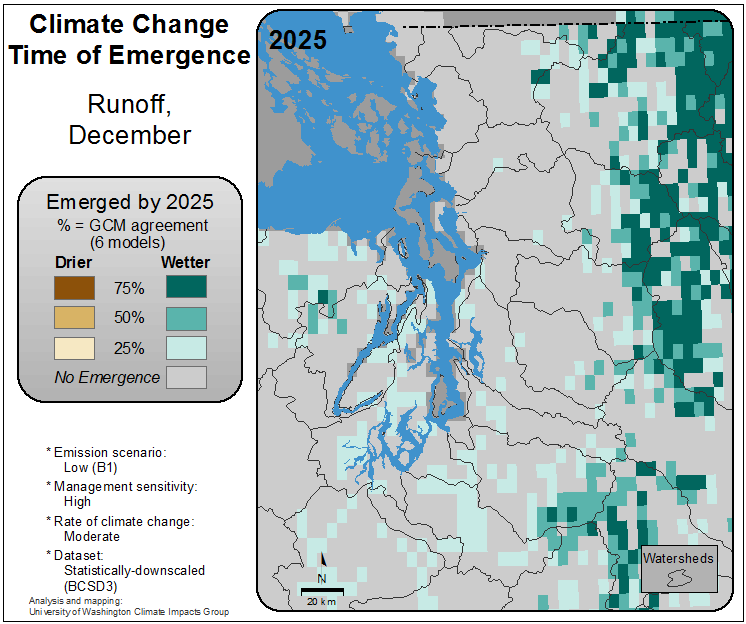 Climate Change
Time of Emergence
Runoff,
December
Emerged by 2025
% = GCM agreement
(6 models)
Drier Wetter
75%
50%
25%
No Emergence
* Emission scenario:
Low (B1)
* Management sensitivity:
High
* Rate of climate change:
Moderate
* Dataset:
Statistically-downscaled
(BCSD3)
Analysis and mapping:
University of Washington Climate Impacts Group
2025
N
20 km
Watersheds